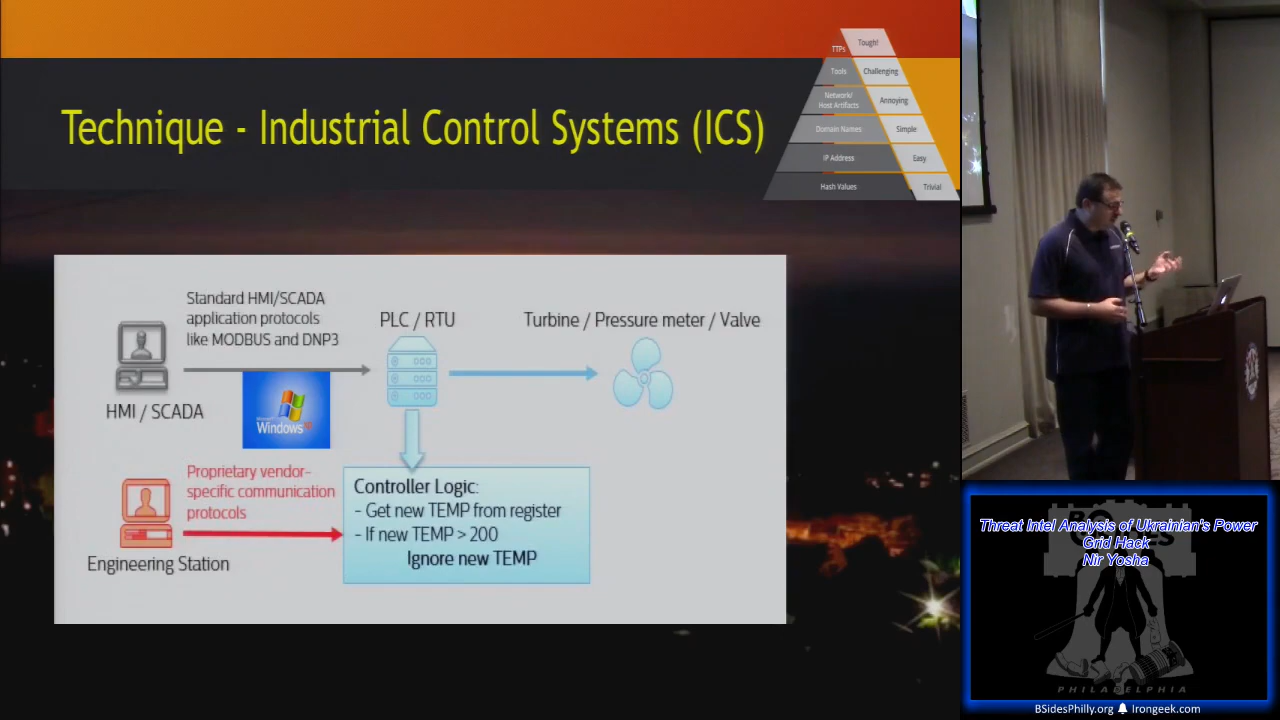 Technique - Industrial Control Systems (ICS)
TTPs
Tough!
Tools
Challenging
Network/
Host Artifacts
Annoying
Domain Names
Simple
IP Address
Easy
Hash Values
Trivial
Standard HMI/SCADA
application protocols
like MODBUS and DNP3
PLC / RTU
Turbine / Pressure meter / Valve
HMI / SCADA
Windows
Proprietary vendor-
specific communication
protocols
Engineering Station
Controller Logic:
- Get new TEMP from register
- If new TEMP > 200
Ignore new TEMP
Threat Intel Analysis of Ukrainian's Power
Grid Hack
Nir Yosha
PHILADELPHIA
BSidesPhilly.org
Irongeek.com